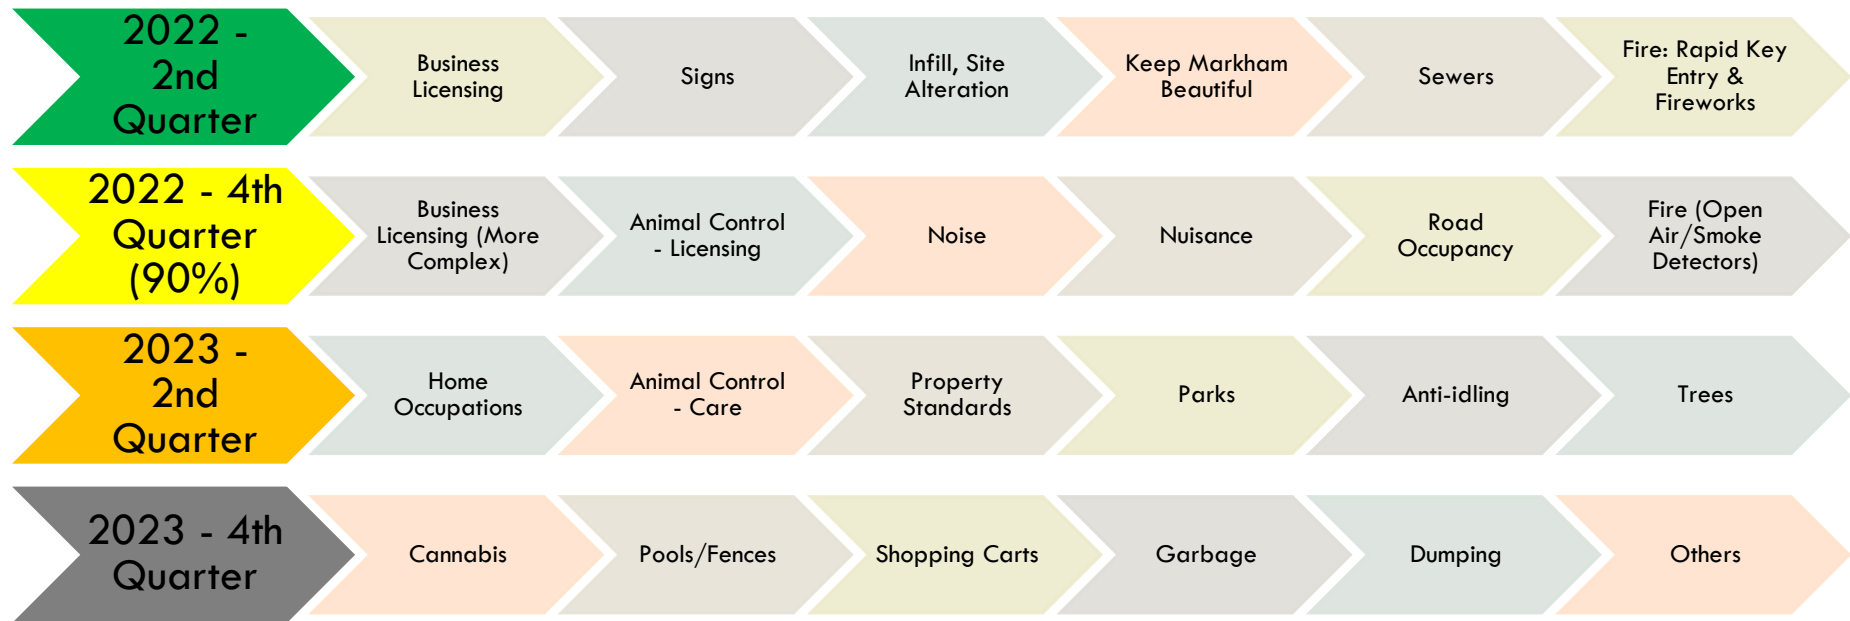 2022 -
2nd
Quarter
Business
Licensing
Signs
Infill, Site
Alteration
Keep Markham
Beautiful
Sewers
Fire: Rapid Key
Entry &
Fireworks
2022 - 4th
Quarter
(90%)
Business
Licensing (More
Complex)
Animal Control
- Licensing
Noise
Nuisance
Road
Occupancy
Fire (Open
Air/Smoke
Detectors)
2023 -
2nd
Quarter
Home
Occupations
Animal Control
- Care
Property
Standards
Parks
Anti-idling
Trees
2023 - 4th
Quarter
Cannabis
Pools/Fences
Shopping Carts
Garbage
Dumping
Others